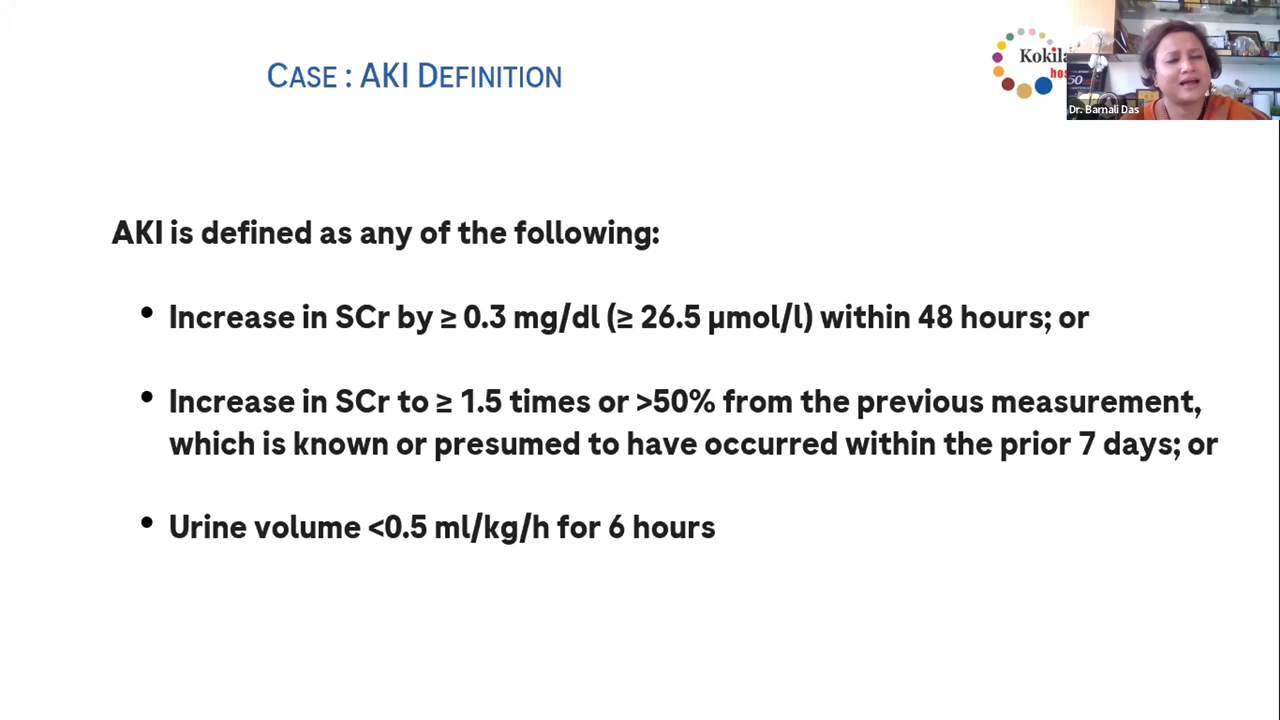 CASE : AKI DEFINITION
Kokila
hos
50
Dr. Barnali Das
AKI is defined as any of the following:
• Increase in SCr by ≥ 0.3 mg/dl (≥ 26.5 µmol/l) within 48 hours; or
• Increase in SCr to ≥ 1.5 times or >50% from the previous measurement,
which is known or presumed to have occurred within the prior 7 days; or
• Urine volume <0.5 ml/kg/h for 6 hours